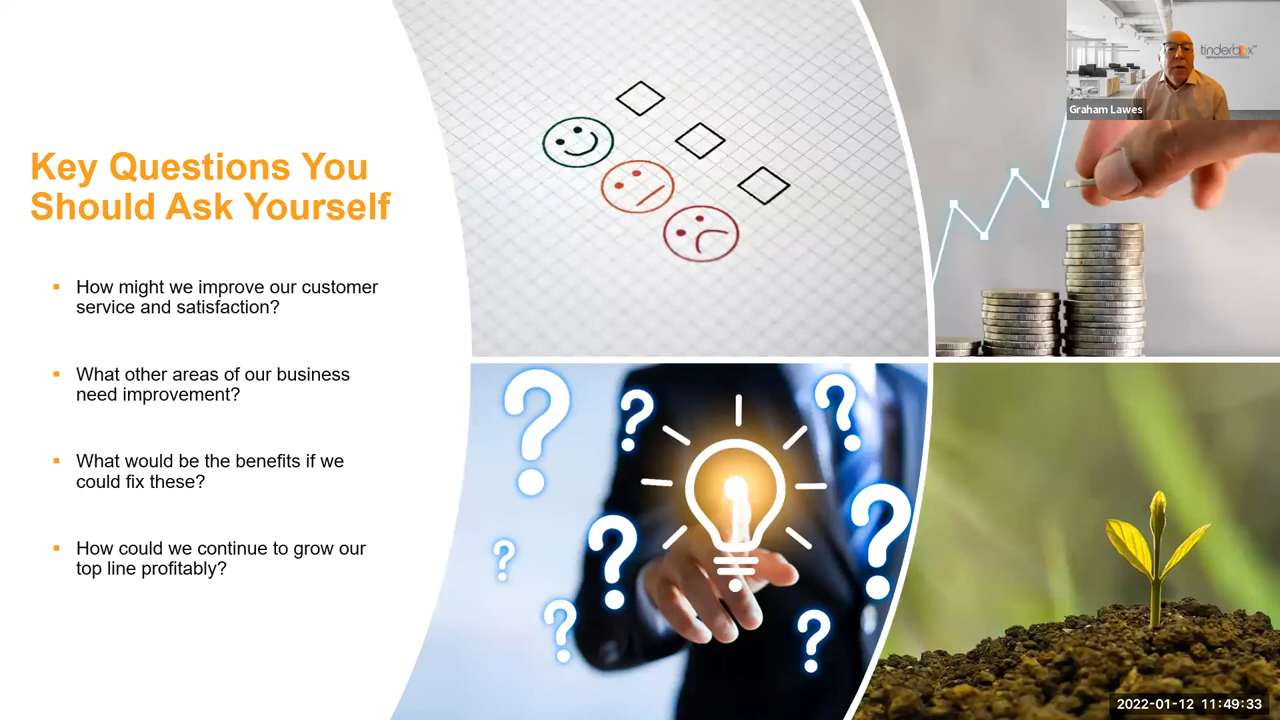 Key Questions You
Should Ask Yourself
▪ How might we improve our customer
service and satisfaction?
▪ What other areas of our business
need improvement?
▪ What would be the benefits if we
could fix these?
▪ How could we continue to grow our
top line profitably?
? ? ? ? ? ? ? ?
tinderbox
Graham Lawes
2022-01-12 11:49:33